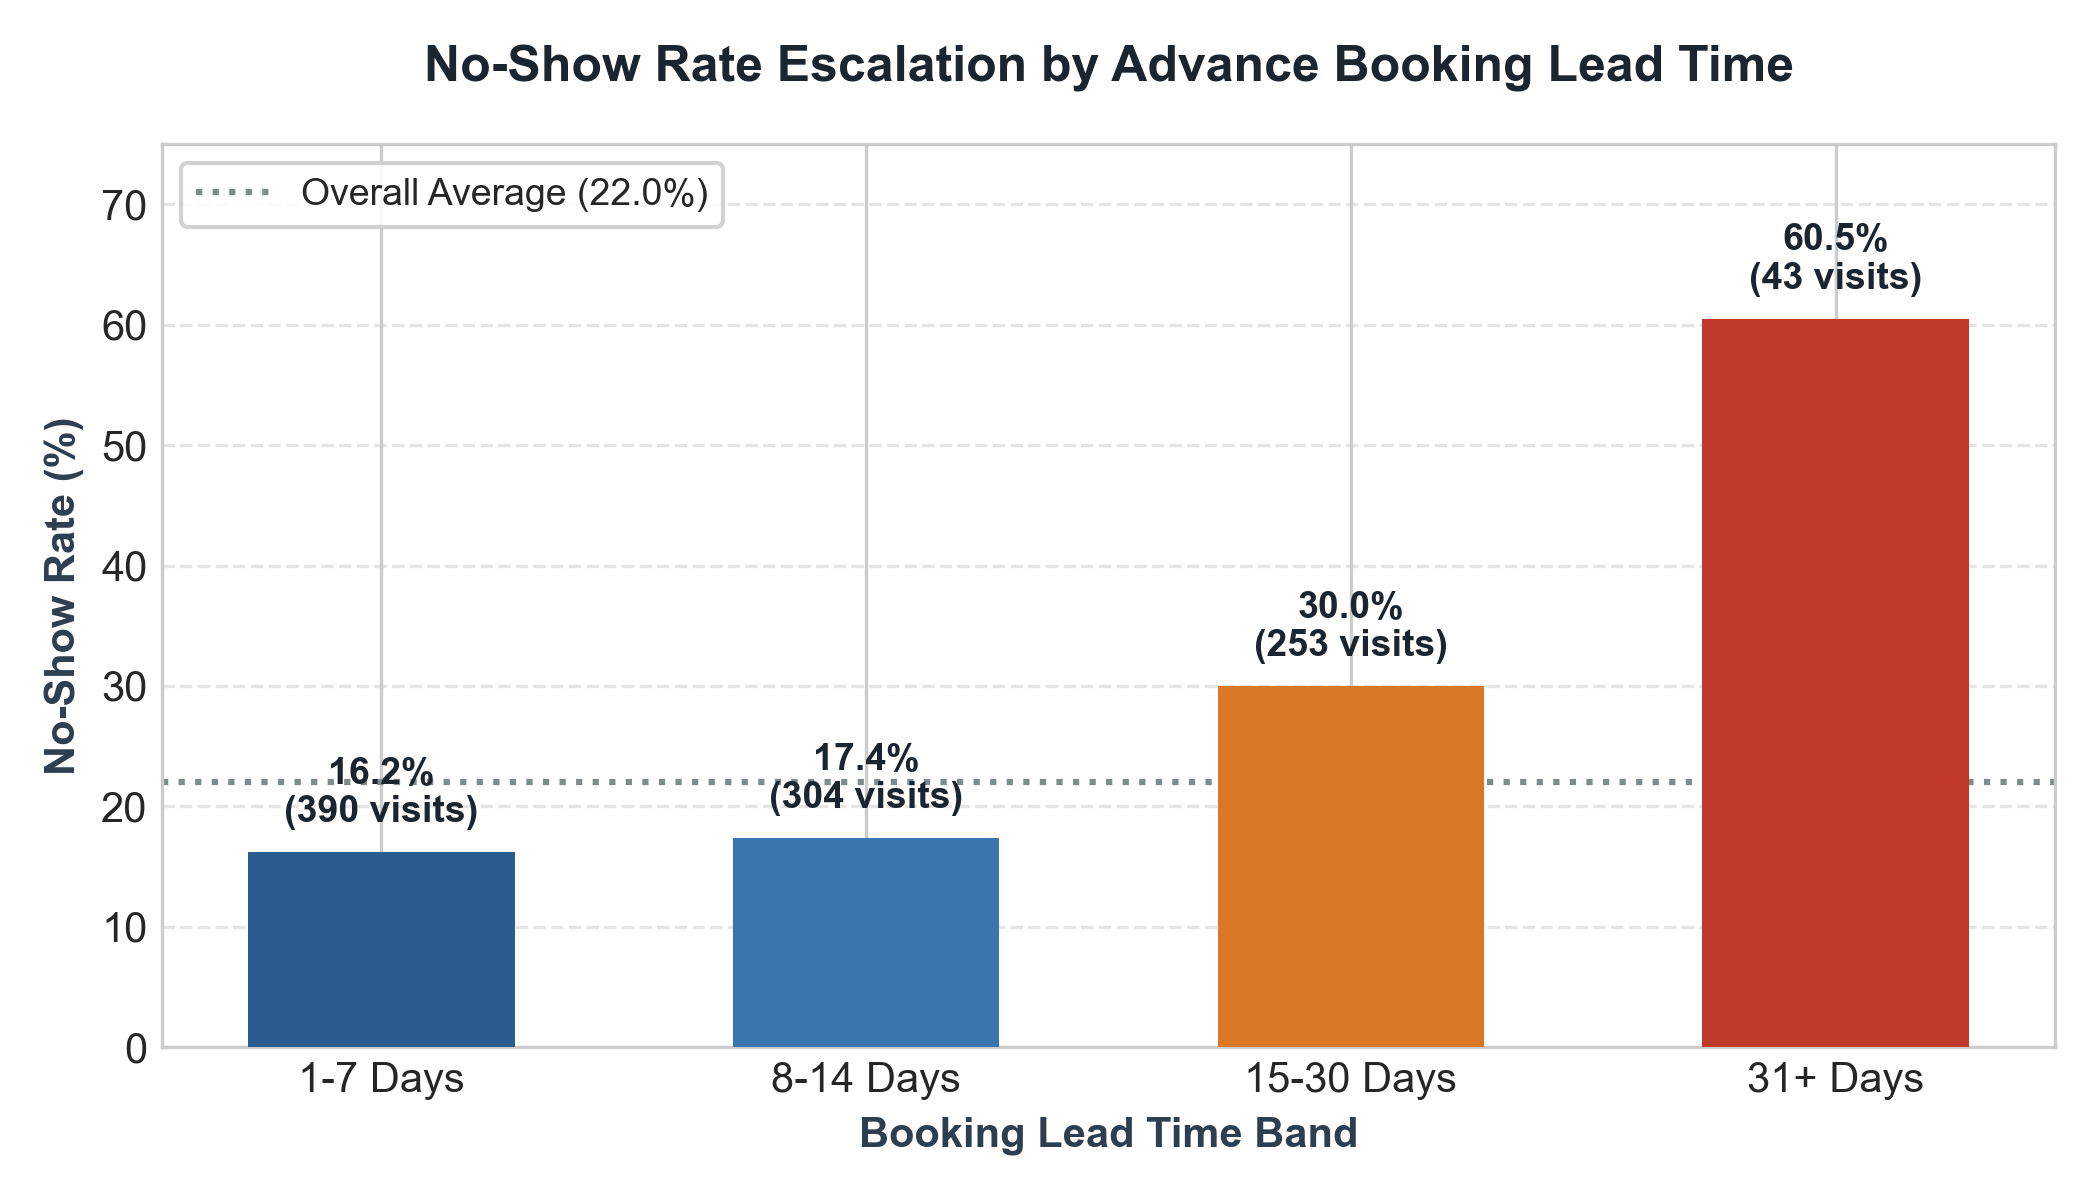 No-Show Rate Escalation by Advance Booking Lead Time
Overall Average (22.0%)
No-Show Rate (%)
70
60
50
40
30
20
10
0
16.2%
(390 visits)
17.4%
(304 visits)
30.0%
(253 visits)
60.5%
(43 visits)
1-7 Days
8-14 Days
15-30 Days
31+ Days
Booking Lead Time Band